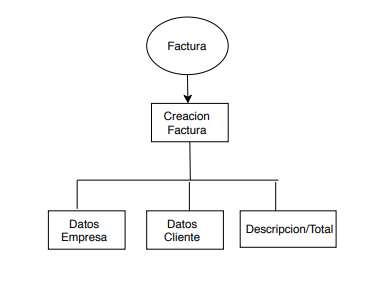 Factura
Creacion
Factura
Datos
Empresa
Datos
Cliente
Descripcion/Total